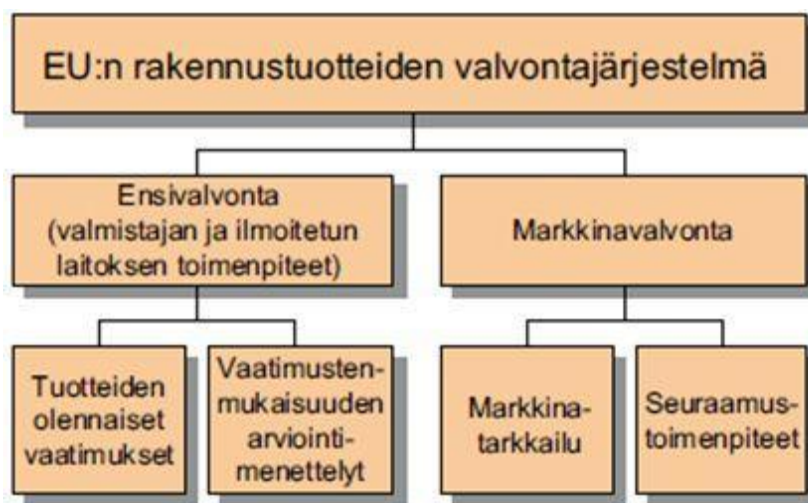 EU:n rakennustuotteiden valvontajärjestelmä
Ensivalvonta
(valmistajan ja ilmoitetun
laitoksen toimenpiteet)
Markkinavalvonta
Tuotteiden
olennaiset
vaatimukset
Vaatimusten-
mukaisuuden
arviointi-
menettelyt
Markkina-
tarkkailu
Seuraamus-
toimenpiteet